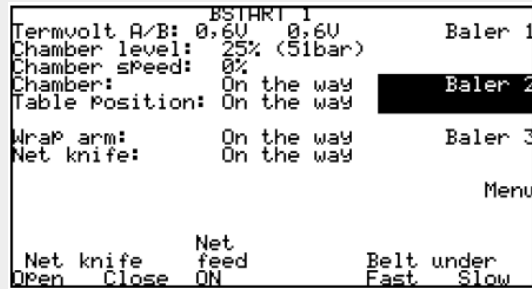 BSTART 1
Termvolt A/B: 0,6V 0,6V Baler 1
Chamber level: 25% (51bar)
Chamber speed: 0%
Chamber: On the way Baler 2
Table Position: On the way
Wrap arm: On the way Baler 3
Net knife: On the way
Menu
Net
Net knife feed Belt under
Open Close ON Fast Slow